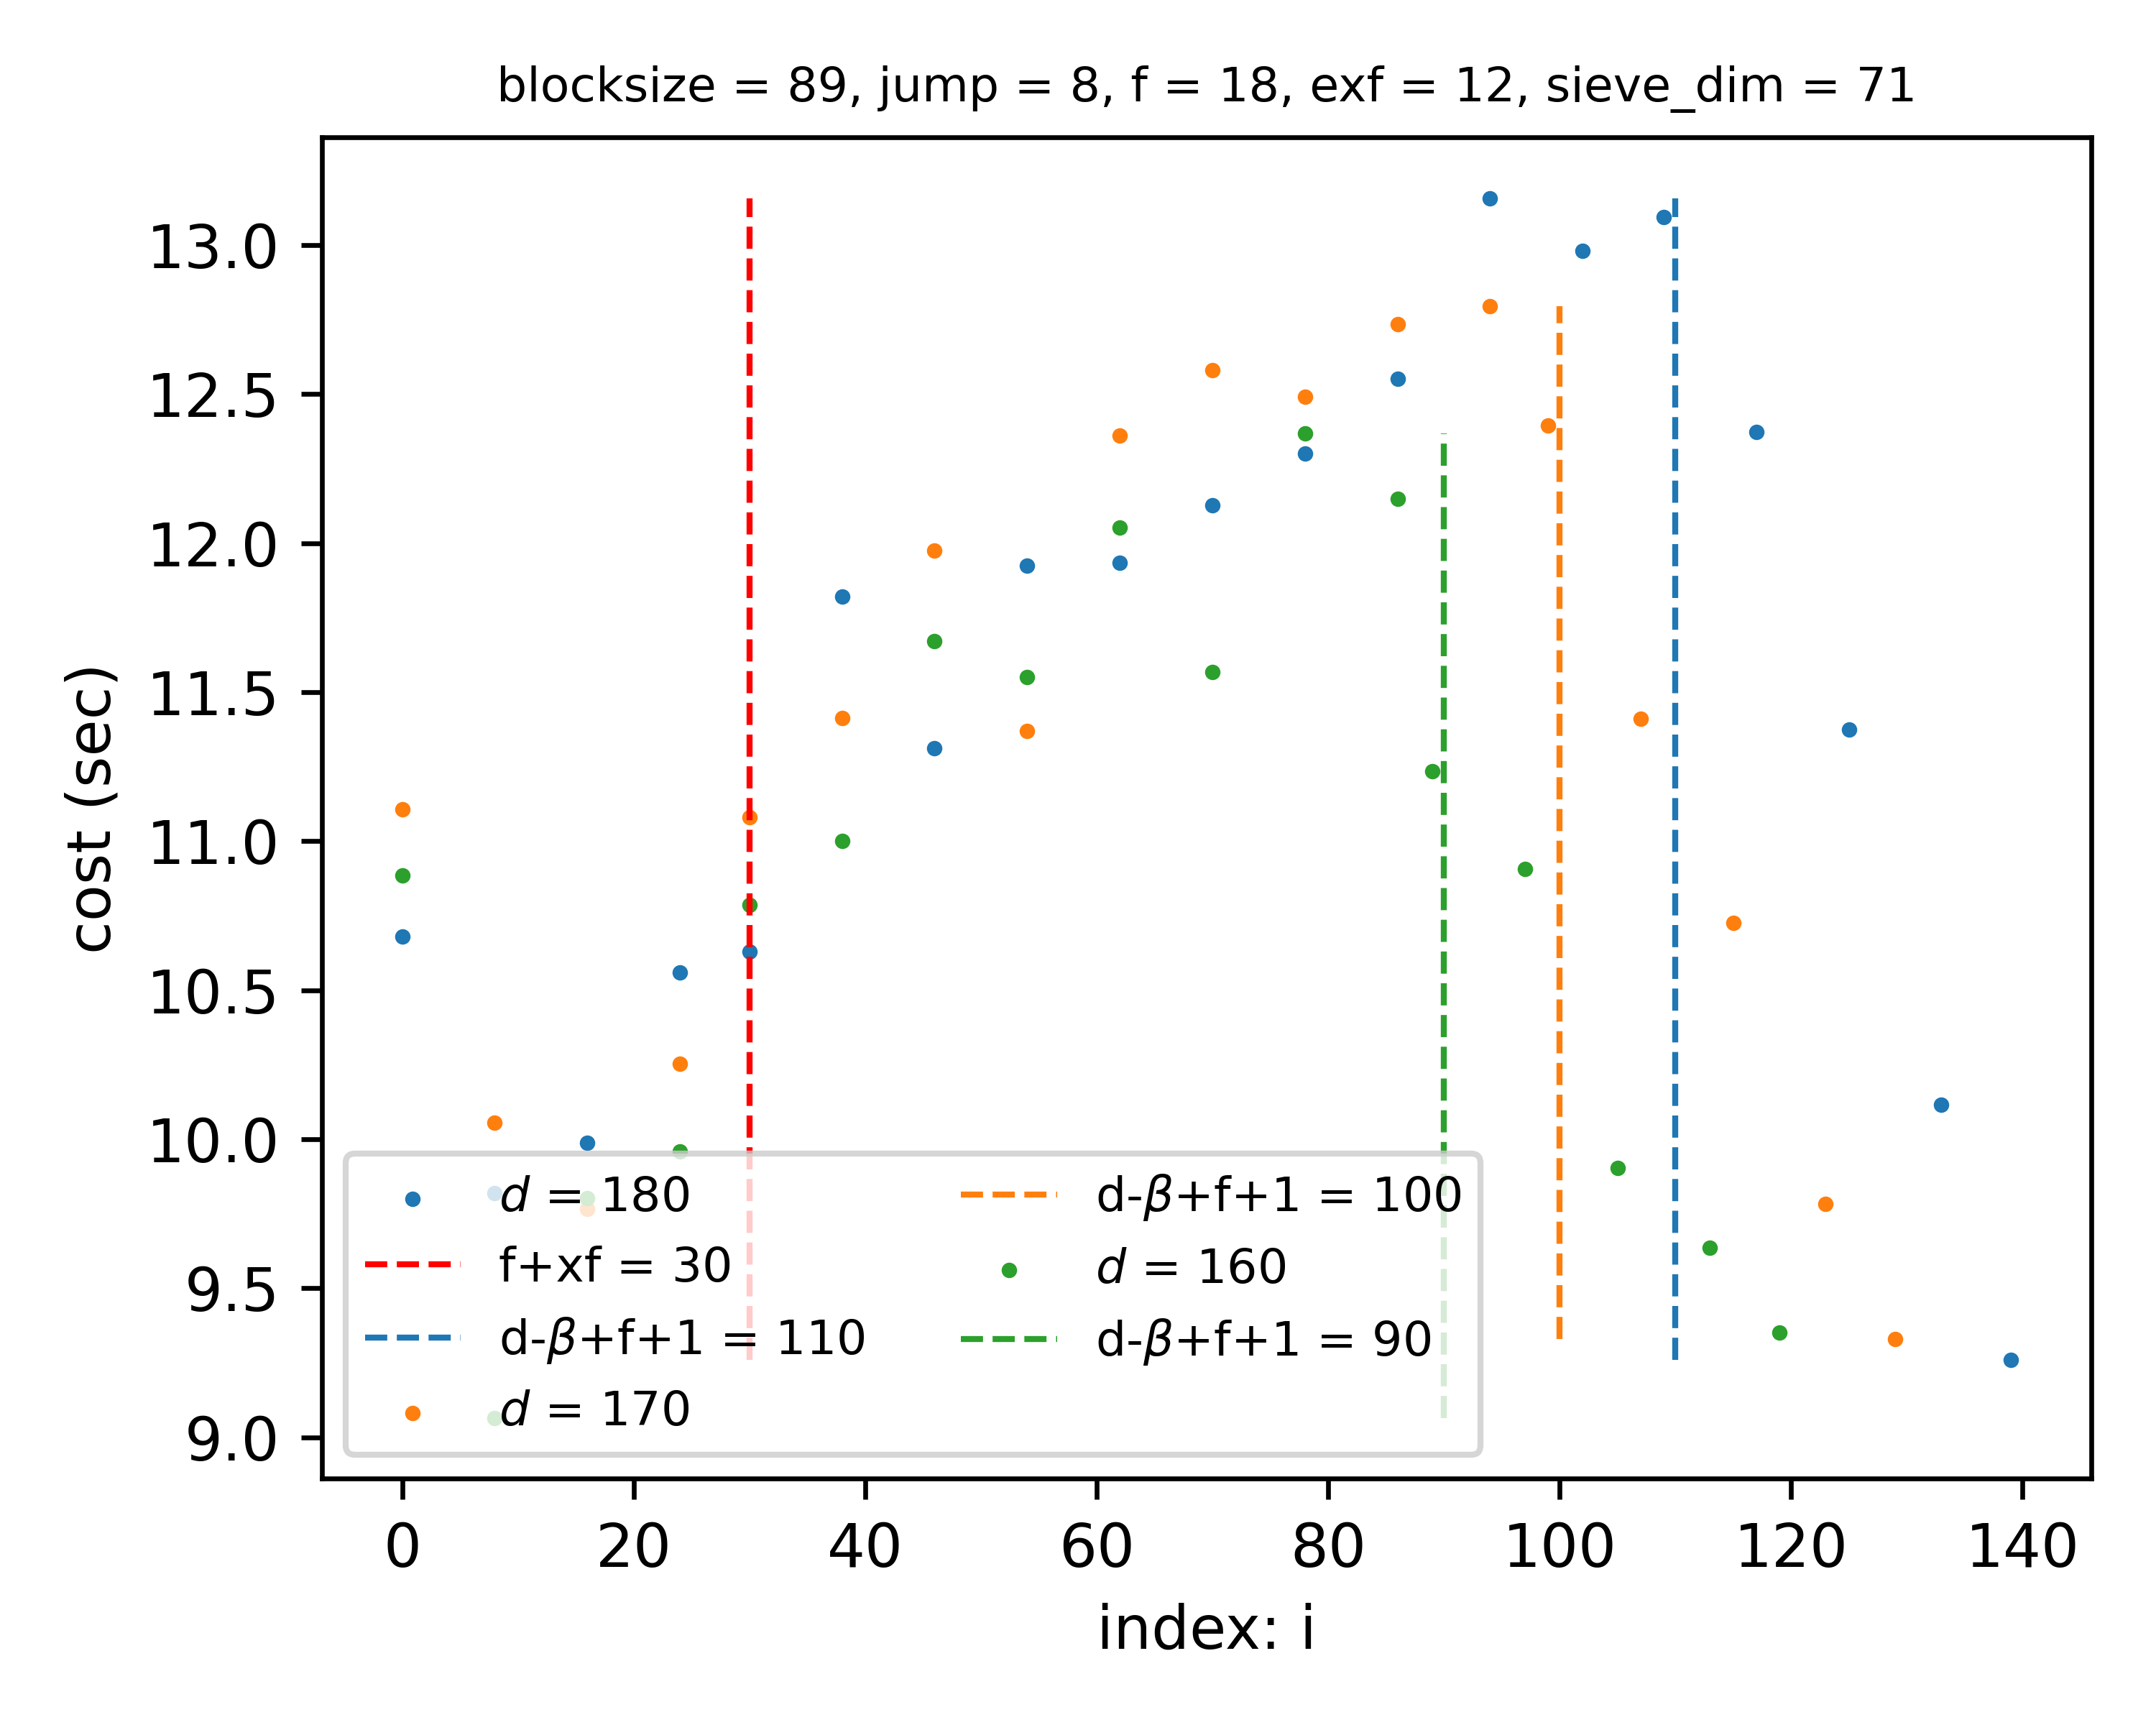 blocksize = 89, jump = 8, f = 18, exf = 12, sieve_dim = 71
cost (sec)
13.0
12.5
12.0
11.5
11.0
10.5
10.0
9.5
9.0
d = 180
f+xf = 30
d-β+f+1 = 110
d = 170
d-β+f+1 = 100
d = 160
d-β+f+1 = 90
0 20 40 60 80 100 120 140
index: i